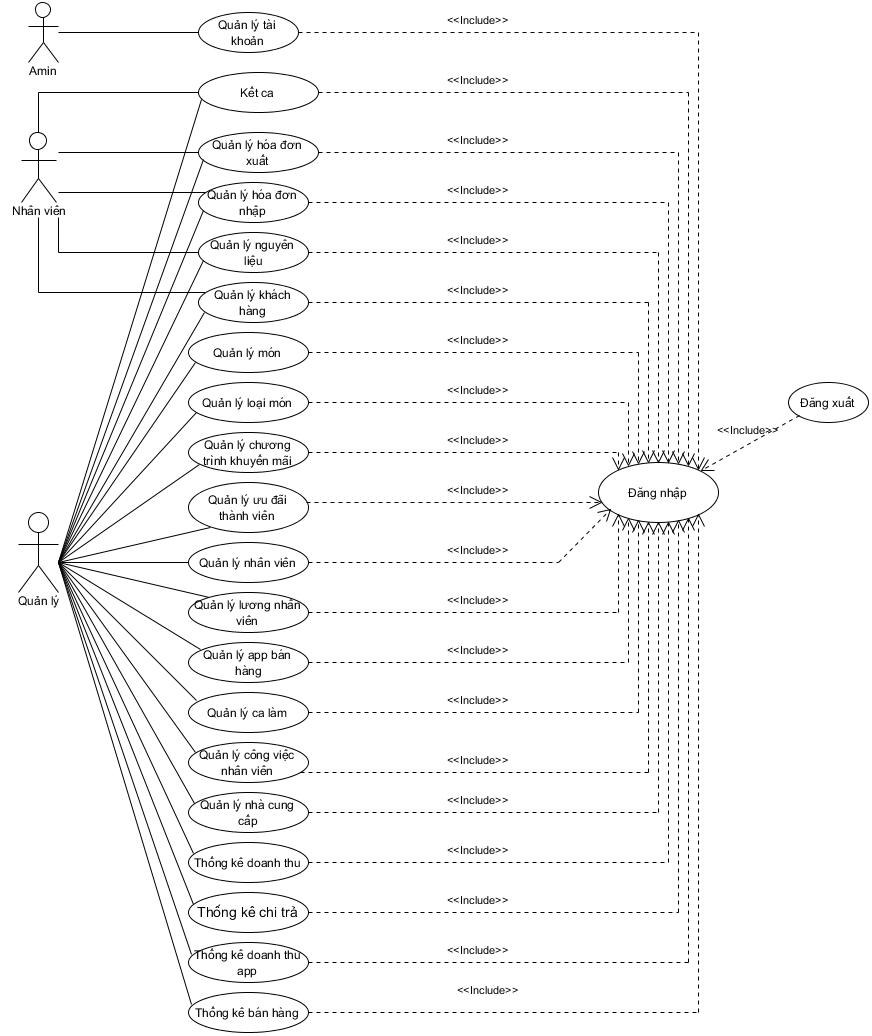 Quản lý tài
khoản
<<Include>>
Amin
Kết ca
<<Include>>
Quản lý hóa đơn
xuất
<<Include>>
Nhân viên
Quản lý hóa đơn
nhập
<<Include>>
Quản lý nguyên
liệu
<<Include>>
Quản lý khách
hàng
<<Include>>
Quản lý món
<<Include>>
Quản lý loại món
<<Include>>
Đăng xuất
<<Include>>
Quản lý chương
trình khuyến mãi
<<Include>>
Quản lý ưu đãi
thành viên
<<Include>>
Đăng nhập
Quản lý nhân viên
<<Include>>
Quản lý
Quản lý lương nhân
viên
<<Include>>
Quản lý app bán
hàng
<<Include>>
Quản lý ca làm
<<Include>>
Quản lý công việc
nhân viên
<<Include>>
Quản lý nhà cung
cấp
<<Include>>
Thống kê doanh thu
<<Include>>
Thống kê chi trả
<<Include>>
Thống kê doanh thu
app
<<Include>>
Thống kê bán hàng
<<Include>>